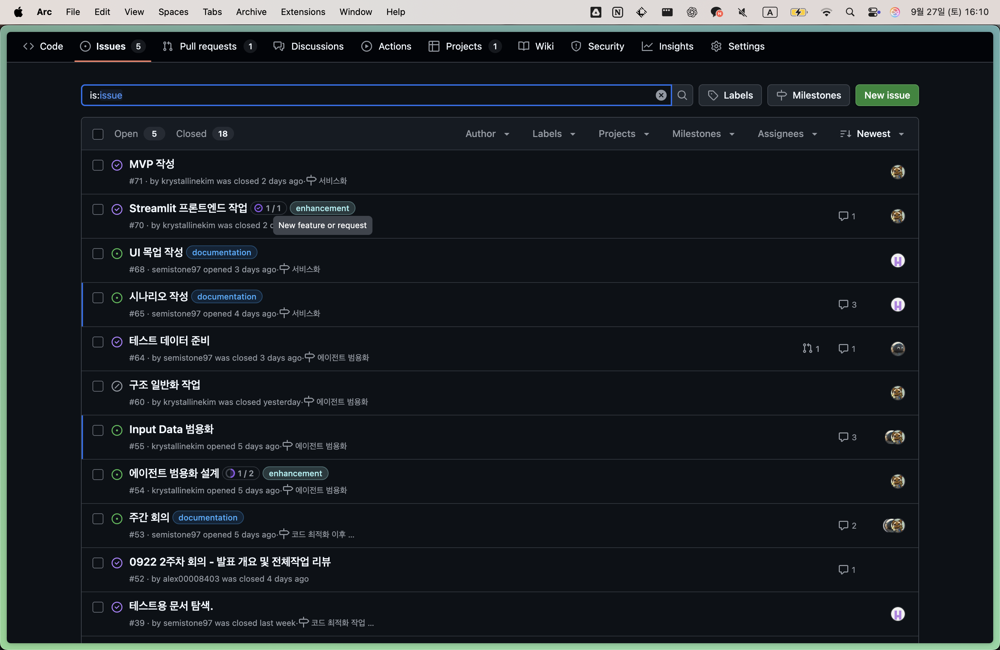 Arc File Edit View Spaces Tabs Archive Extensions Window Help A 9월 27일 (토) 16:10
Code Issues 5 Pull requests 1 Discussions Actions Projects 1 Wiki Security Insights Settings
is:issue Labels Milestones New issue
Open 5 Closed 18 Author Labels Projects Milestones Assignees Newest
MVP 작성
#71 · by krystallinekim was closed 2 days ago· 서비스화
Streamlit 프론트엔드 작업 1 / 1 enhancement 1
#70 · by krystallinekim was closed 2 d
New feature or request
UI 목업 작성 documentation
#68 · semistone97 opened 3 days ago· 서비스화
시나리오 작성 documentation 3
#65 · semistone97 opened 4 days ago· 서비스화
테스트 데이터 준비 1 1
#64 · by semistone97 was closed 3 days ago· 에이전트 범용화
구조 일반화 작업
#60 · by krystallinekim was closed yesterday· 에이전트 범용화
Input Data 범용화 3
#55 · krystallinekim opened 5 days ago· 에이전트 범용화
에이전트 범용화 설계 1 / 2 enhancement
#54 · krystallinekim opened 5 days ago· 에이전트 범용화
주간 회의 documentation 2
#53 · semistone97 opened 5 days ago· 코드 최적화 이후 ...
0922 2주차 회의 - 발표 개요 및 전체작업 리뷰 1
#52 · by alex00008403 was closed 4 days ago
테스트용 문서 탐색.
#39 · by semistone97 was closed last week· 코드 최적화 작업 ...